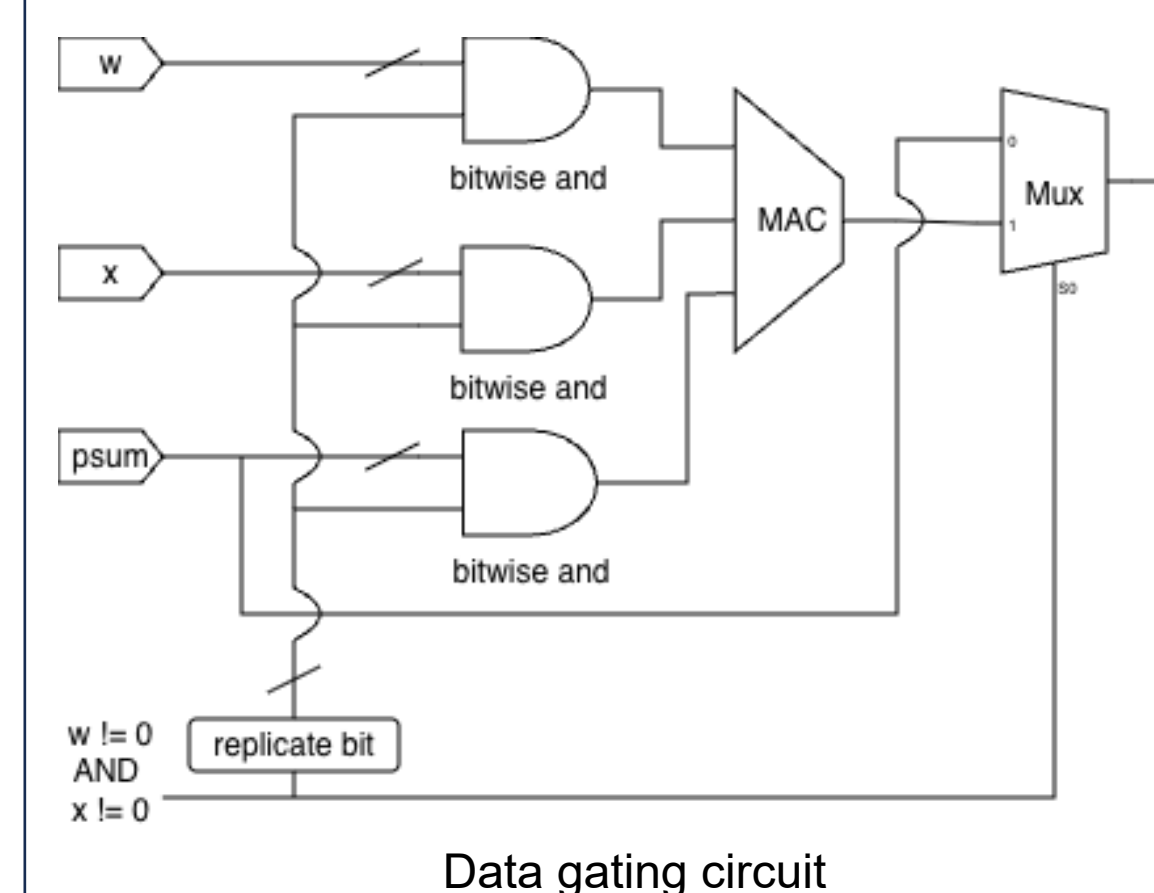 w
bitwise and
x
bitwise and
psum
bitwise and
MAC
0
Mux
1
S0
w != 0
AND
x != 0
replicate bit
Data gating circuit